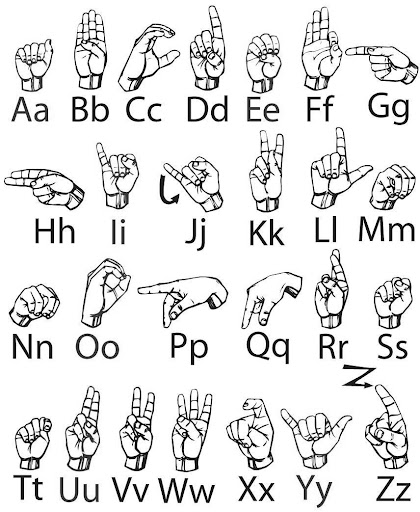 Aa Bb Cc Dd Ee Ff Gg
Hh Ii Jj Kk Ll Mm
Nn Oo Pp Qq Rr Ss
Tt Uu Vv Ww Xx Yy Zz